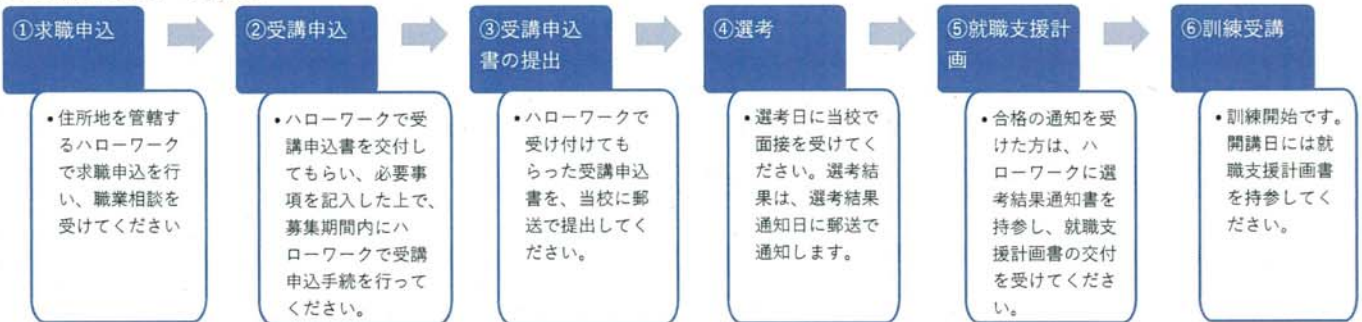 ①求職申込
・住所地を管轄す
るハローワーク
で求職申込を行
い、職業相談を
受けてください
②受講申込
・ハローワークで受
講申込書を交付し
てもらい、必要事
項を記入した上で、
募集期間内にハ
ローワークで受講
申込手続を行って
ください。
③受講申込
書の提出
・ハローワークで
受け付けても
らった受講申込
書を、当校に郵
送で提出してく
ださい。
④選考
・選考日に当校で
面接を受けてく
ださい。選考結
果は、選考結果
通知日に郵送で
通知します。
⑤就職支援計
画
・合格の通知を受
けた方は、ハ
ローワークに選
考結果通知書を
持参し、就職支
援計画書の交付
を受けてくださ
い。
⑥訓練受講
・訓練開始です。
開講日には就
職支援計画書
を持参してく
ださい。